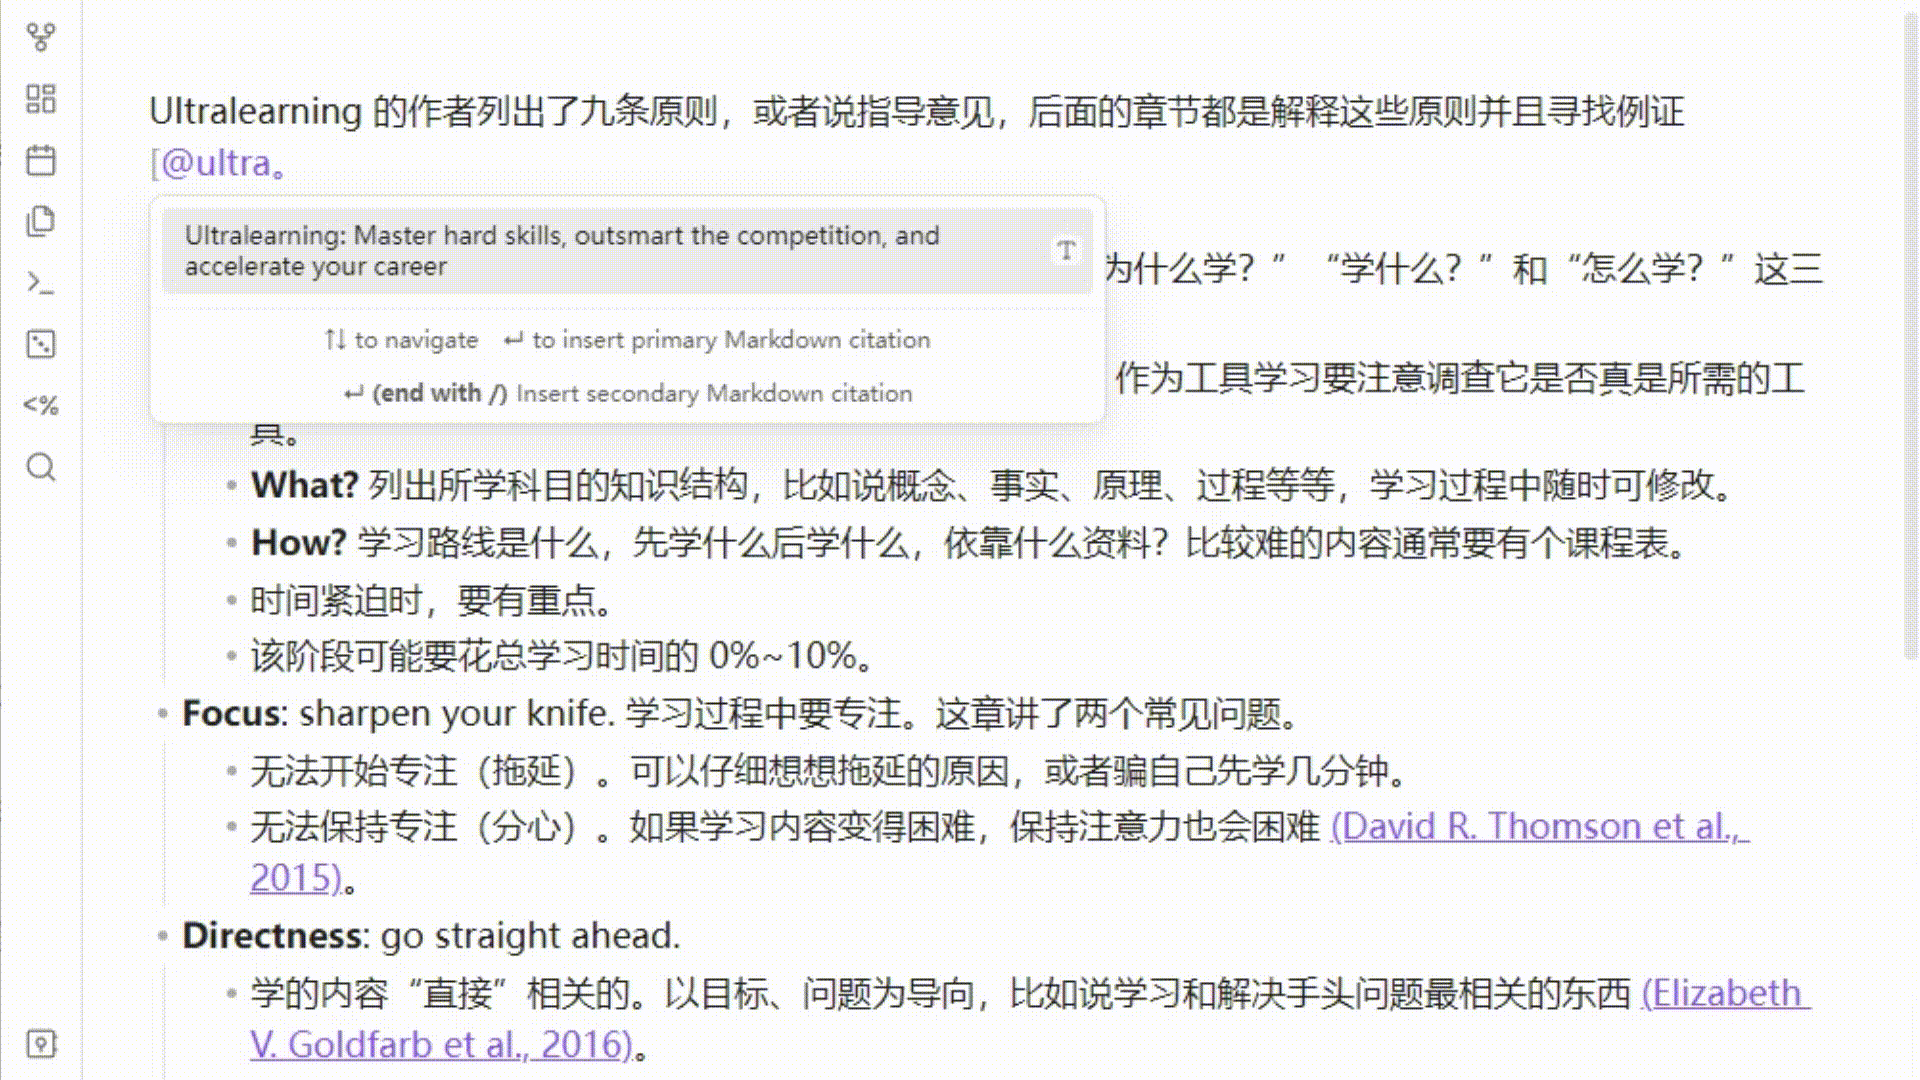 Ultralearning 的作者列出了九条原则，或者说指导意见，后面的章节都是解释这些原则并且寻找例证
[@ultra。
Ultralearning: Master hard skills, outsmart the competition, and
accelerate your career
T
为什么学？” “学什么？”和“怎么学？”这三
↑↓ to navigate ↵ to insert primary Markdown citation
作为工具学习要注意调查它是否真是所需的工
↵ (end with /) Insert secondary Markdown citation
具。
<%
• What? 列出所学科目的知识结构，比如说概念、事实、原理、过程等等，学习过程中随时可修改。
• How? 学习路线是什么，先学什么后学什么，依靠什么资料？比较难的内容通常要有个课程表。
• 时间紧迫时，要有重点。
• 该阶段可能要花总学习时间的 0%~10%。
• Focus: sharpen your knife. 学习过程中要专注。这章讲了两个常见问题。
• 无法开始专注（拖延）。可以仔细想想拖延的原因，或者骗自己先学几分钟。
• 无法保持专注（分心）。如果学习内容变得困难，保持注意力也会困难 (David R. Thomson et al.,
2015)。
• Directness: go straight ahead.
• 学的内容“直接”相关的。以目标、问题为导向，比如说学习和解决手头问题最相关的东西 (Elizabeth
V. Goldfarb et al., 2016)。